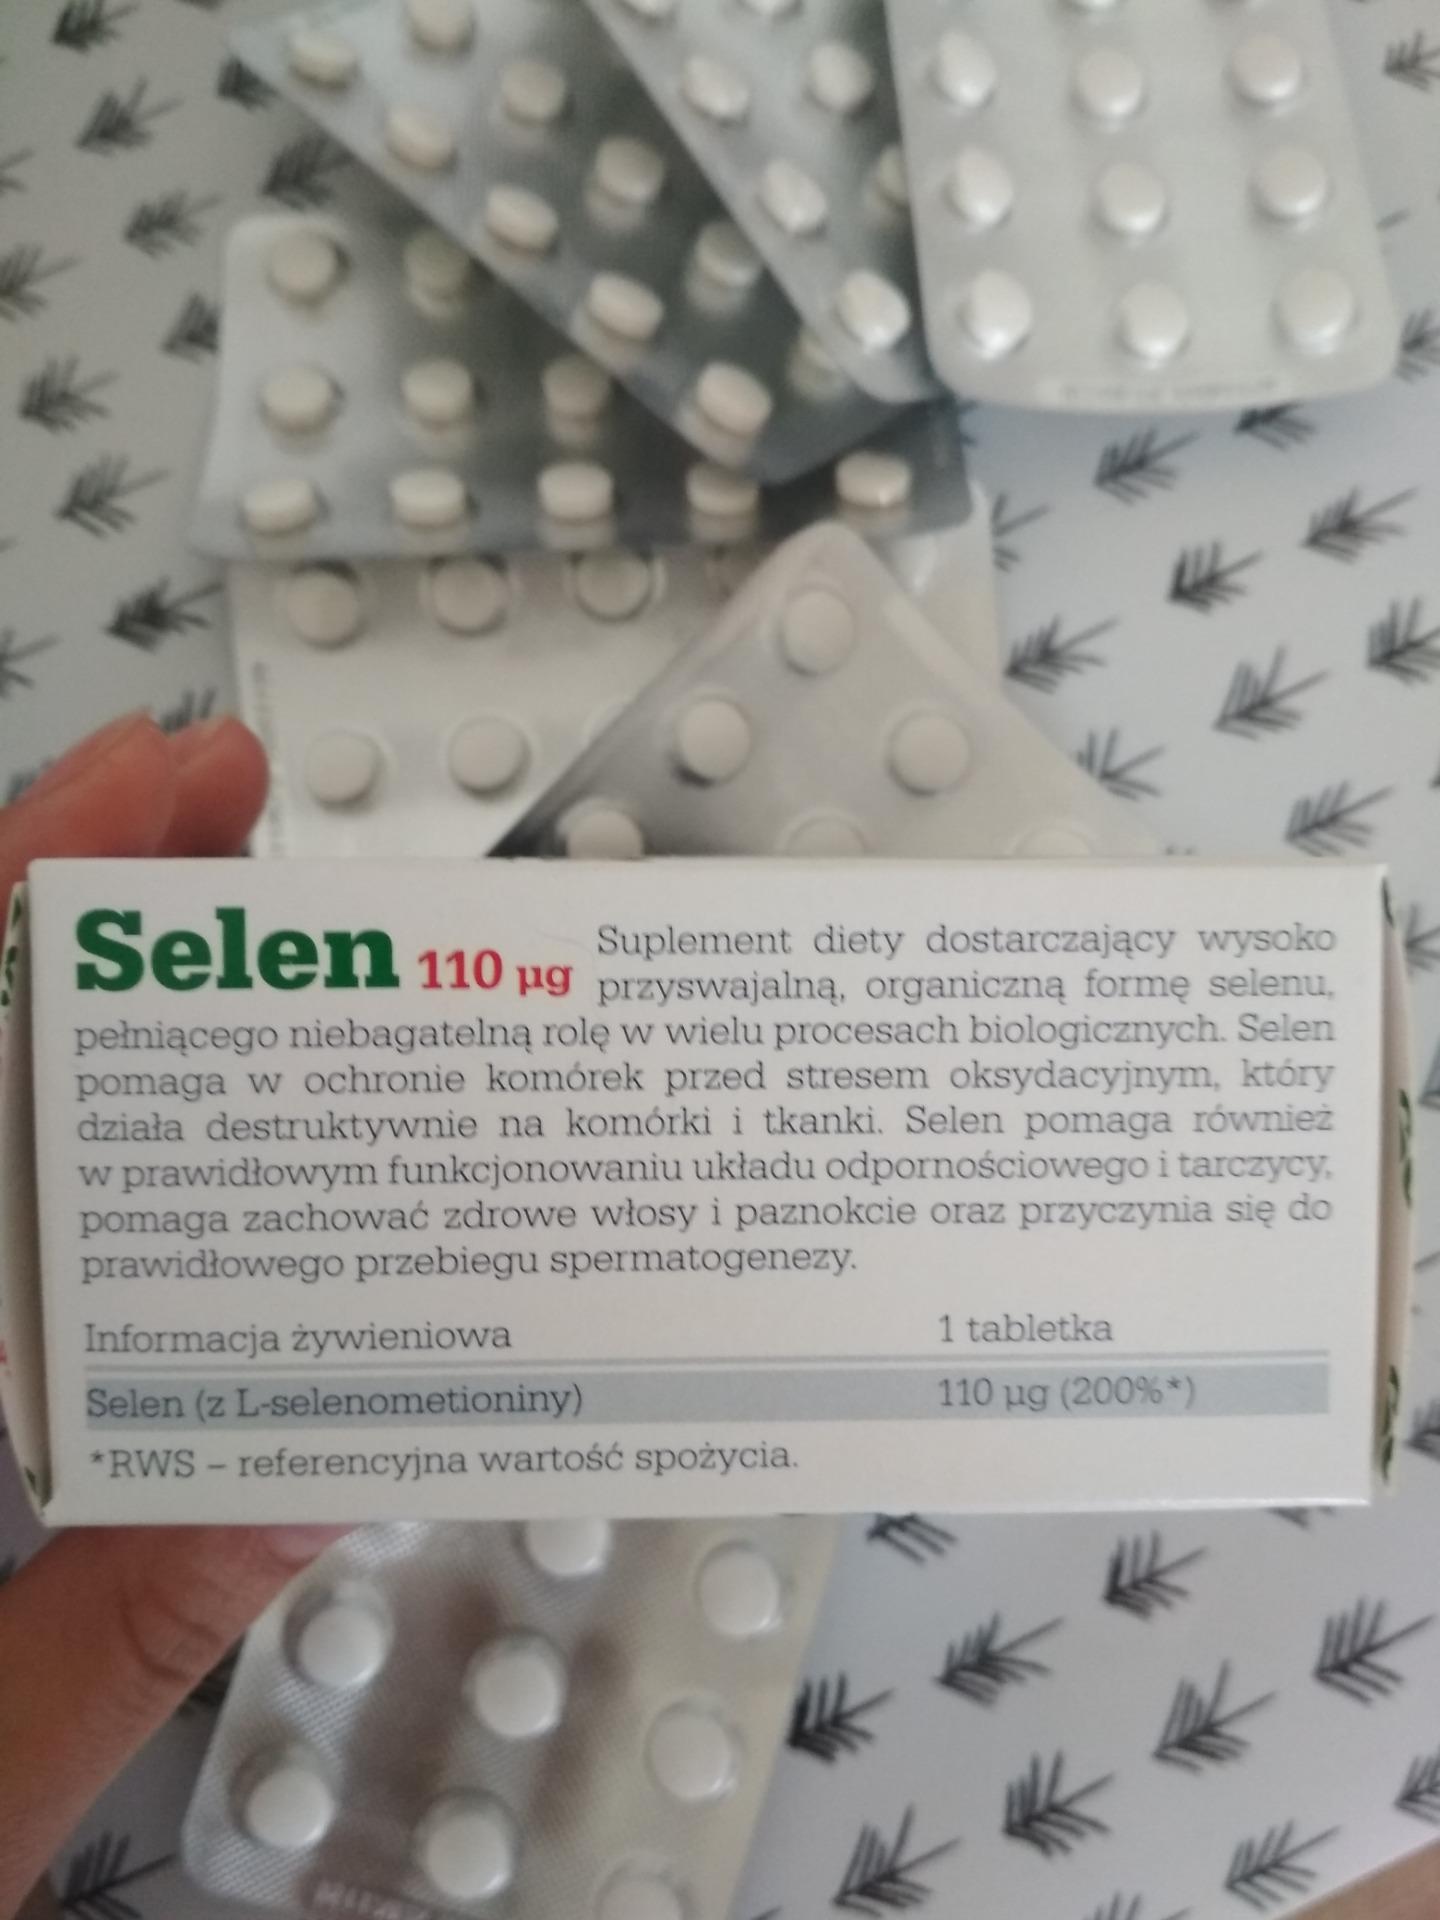 Selen 110 µg Suplement diety dostarczający wysoko
przyswajalną, organiczną formę selenu,
pełniącego niebagatelną rolę w wielu procesach biologicznych. Selen
pomaga w ochronie komórek przed stresem oksydacyjnym, który
działa destruktywnie na komórki i tkanki. Selen pomaga również
w prawidłowym funkcjonowaniu układu odpornościowego i tarczycy,
pomaga zachować zdrowe włosy i paznokcie oraz przyczynia się do
prawidłowego przebiegu spermatogenezy.
Informacja żywieniowa 1 tabletka
Selen (z L-selenometioniny) 110 µg (200%*)
*RWS – referencyjna wartość spożycia.